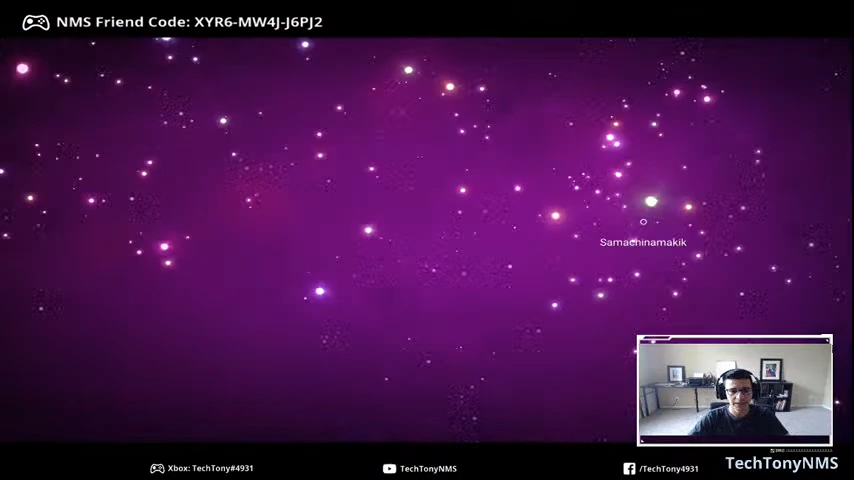 NMS Friend Code: XYR6-MW4J-J6PJ2
Samachinamakik
Xbox: TechTony#4931
TechTonyNMS
/TechTony4931
TechTonyNMS